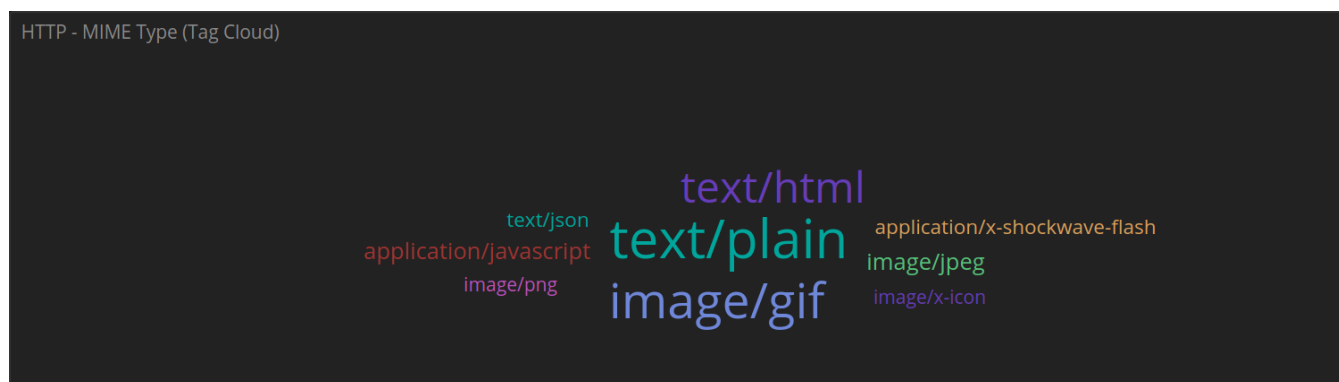 HTTP - MIME Type (Tag Cloud)
text/html
text/json
text/plain
application/x-shockwave-flash
application/javascript
image/jpeg
image/png
image/gif
image/x-icon